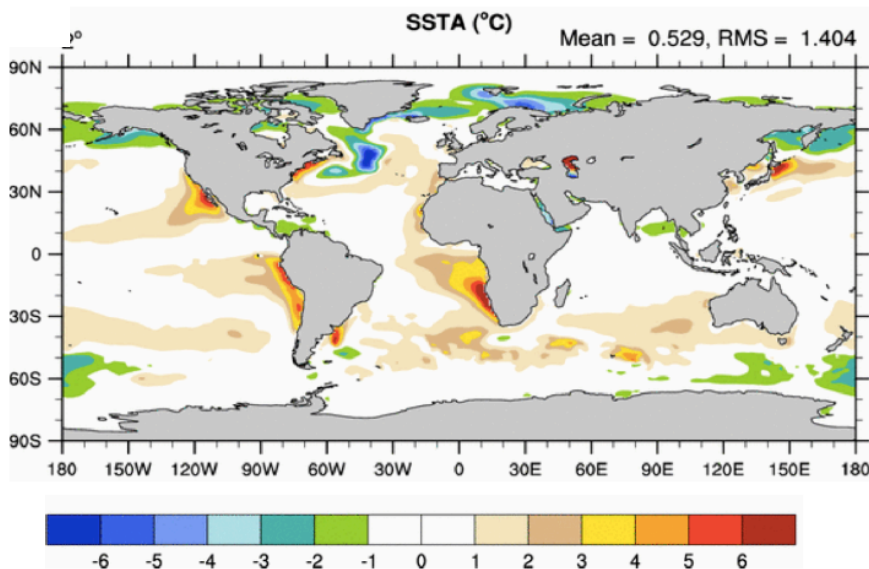 SSTA (°C)
Mean = 0.529, RMS = 1.404
90N
60N
30N
0
30S
60S
90S
180 150W 120W 90W 60W 30W 0 30E 60E 90E 120E 150E 180
-6 -5 -4 -3 -2 -1 0 1 2 3 4 5 6